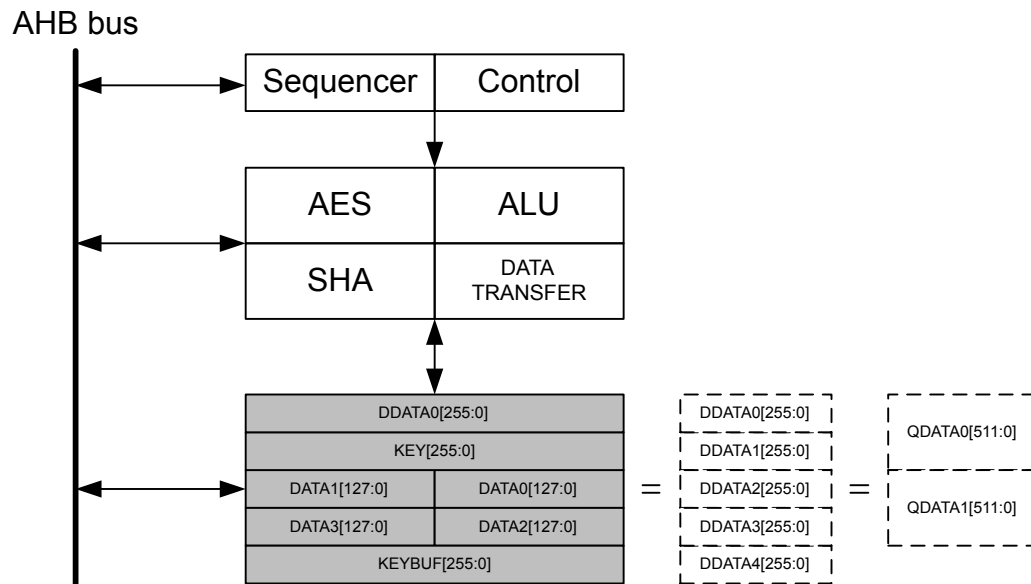 AHB bus
Sequencer
Control
AES
ALU
SHA
DATA
TRANSFER
DDATA0[255:0]
KEY[255:0]
DATA1[127:0]
DATA0[127:0]
DATA3[127:0]
DATA2[127:0]
KEYBUF[255:0]
=
DDATA0[255:0]
DDATA1[255:0]
DDATA2[255:0]
DDATA3[255:0]
DDATA4[255:0]
=
QDATA0[511:0]
QDATA1[511:0]